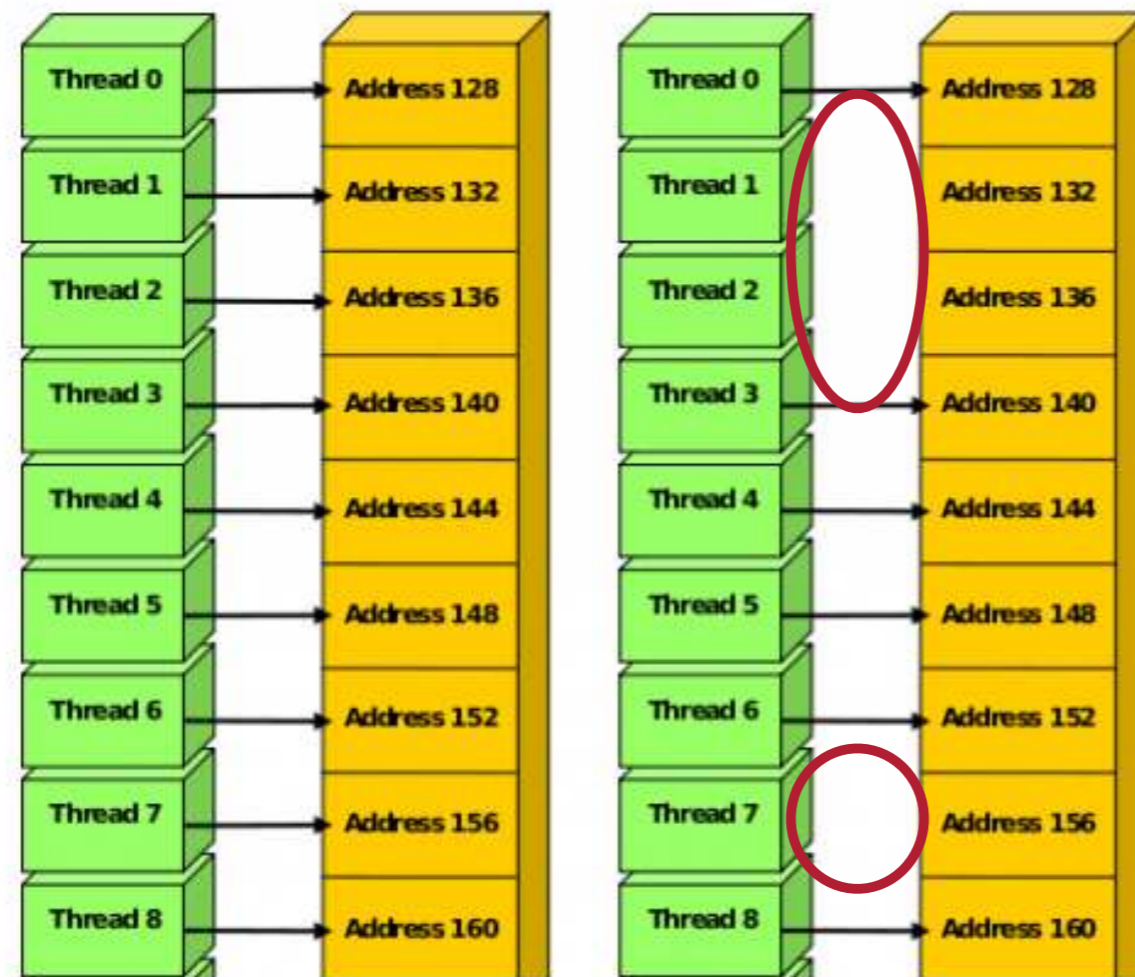 Thread 0 Address 128 Thread 0 Address 128
Thread 1 Address 132 Thread 1 Address 132
Thread 2 Address 136 Thread 2 Address 136
Thread 3 Address 140 Thread 3 Address 140
Thread 4 Address 144 Thread 4 Address 144
Thread 5 Address 148 Thread 5 Address 148
Thread 6 Address 152 Thread 6 Address 152
Thread 7 Address 156 Thread 7 Address 156
Thread 8 Address 160 Thread 8 Address 160